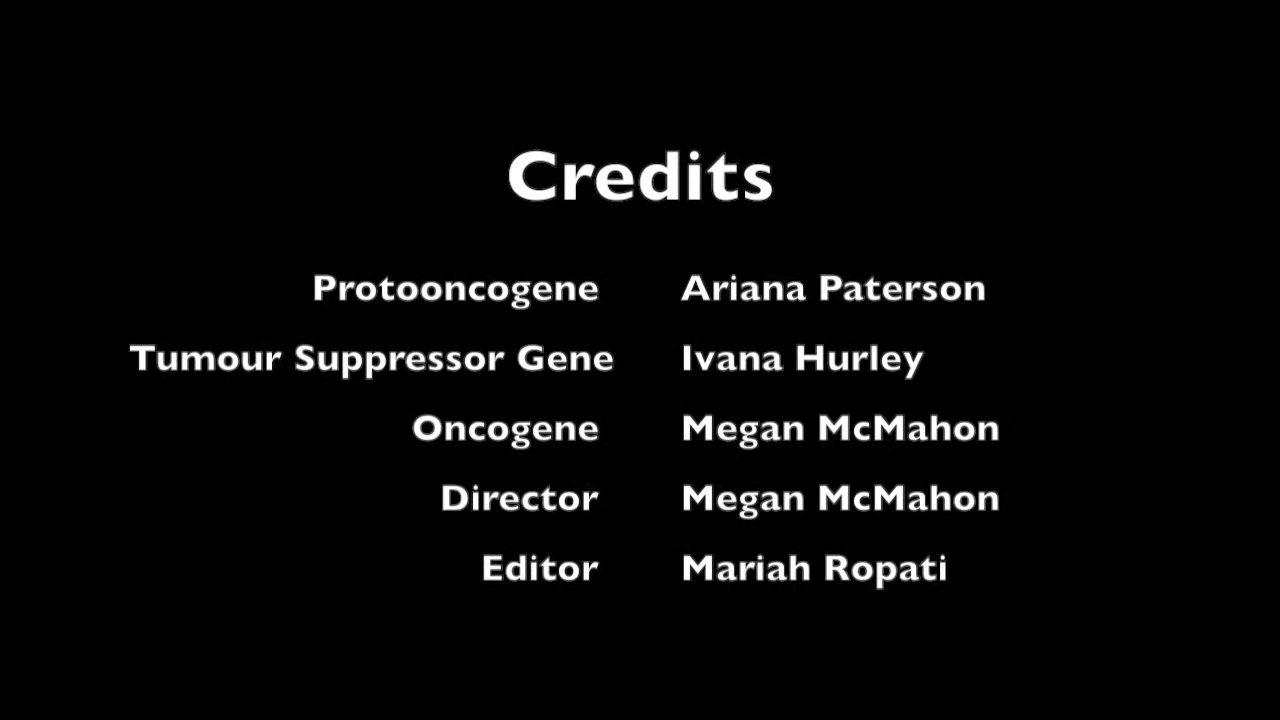 Credits
Protooncogene Ariana Paterson
Tumour Suppressor Gene Ivana Hurley
Oncogene Megan McMahon
Director Megan McMahon
Editor Mariah Ropati